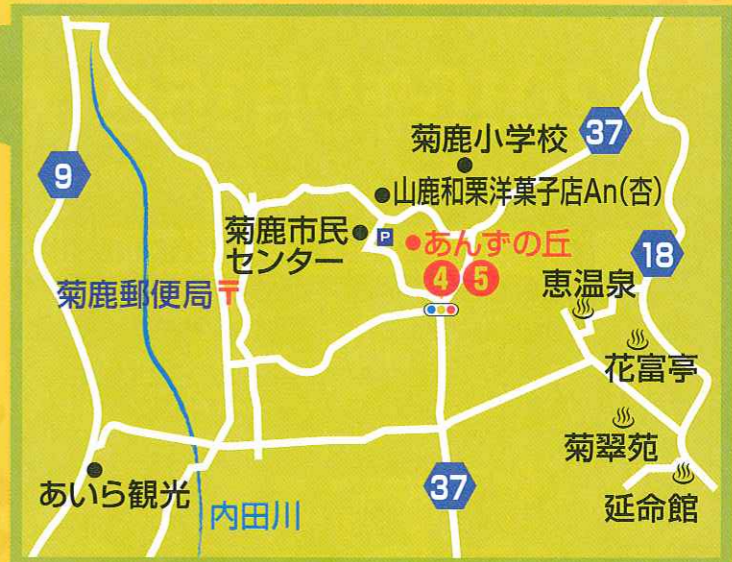 菊鹿小学校
37
9
●山鹿和栗洋菓子店An(杏)
菊鹿市民
センター
P
あんずの丘
4 5
18
恵温泉
菊鹿郵便局〒
花富亭
菊翠苑
37
あいら観光
延命館
内田川